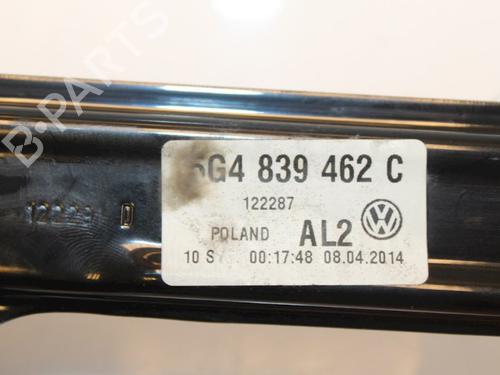 B-PARTS
5G4 839 462 C
122287
POLAND AL2
10 S 00:17:48 08.04.2014